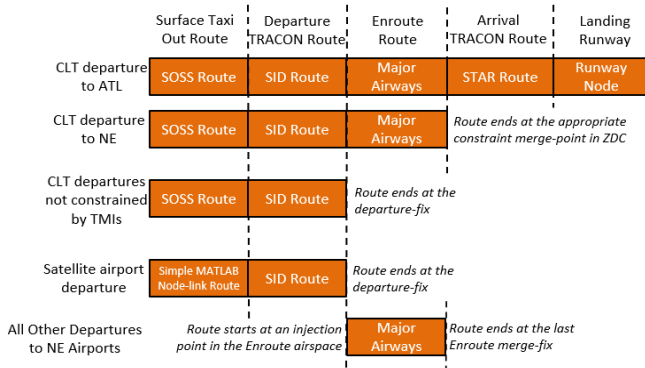 Surface Taxi Out Route
Departure TRACON Route
Enroute Route
Arrival TRACON Route
Landing Runway
CLT departure to ATL
SOSS Route
SID Route
Major Airways
STAR Route
Runway Node
CLT departure to NE
SOSS Route
SID Route
Major Airways
Route ends at the appropriate
constraint merge-point in ZDC
CLT departures
not constrained
by TMIs
SOSS Route
SID Route
Route ends at the
departure-fix
Satellite airport
departure
Simple MATLAB
Node-link Route
SID Route
Route ends at the
departure-fix
All Other Departures
to NE Airports
Route starts at an injection
point in the Enroute airspace
Major
Airways
Route ends at the last
Enroute merge-fix